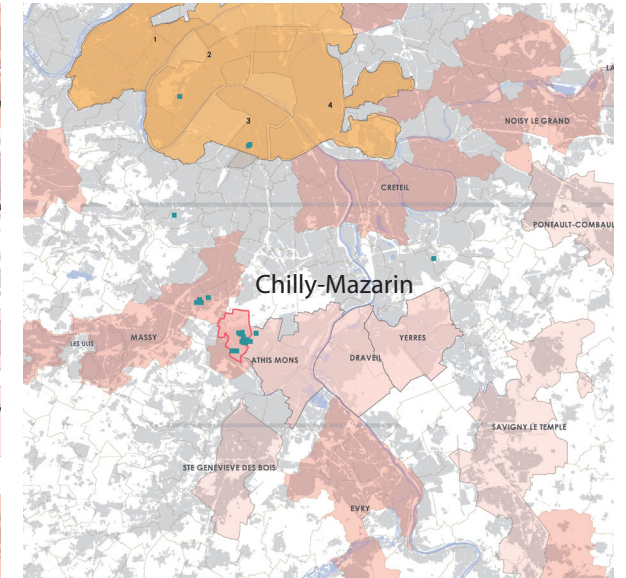 1
2
3
4
LA
NOISY LE GRAND
CRETEIL
PONTAULT-COMBAUL
Chilly-Mazarin
LES ULIS
MASSY
ATHIS MONS
DRAVEIL
YERRES
SAVIGNY LE TEMPLE
STE GENEVIEVE DES BOIS
EVRY